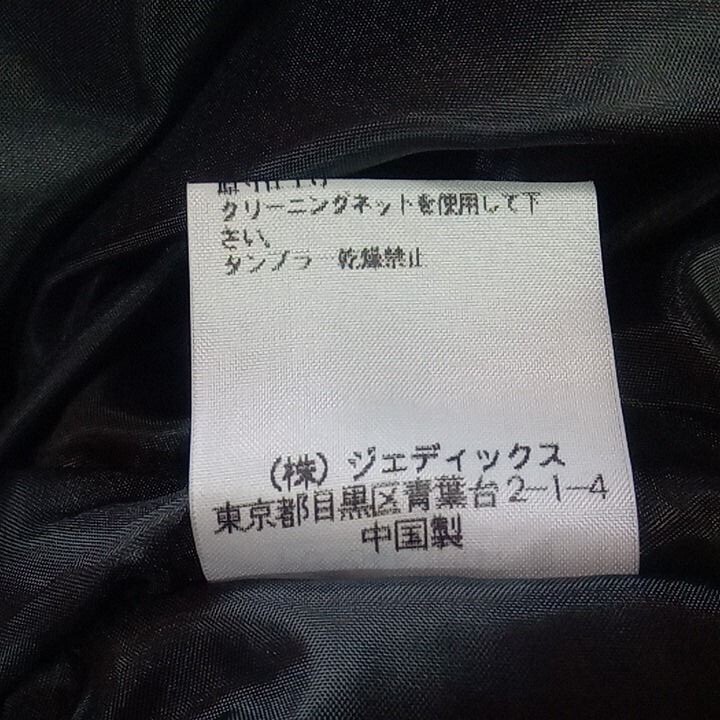 クリーニングネットを使用して下
さい。
タンブラー乾燥禁止
(株) ジェディックス
東京都目黒区青葉台2-1-4
中国製